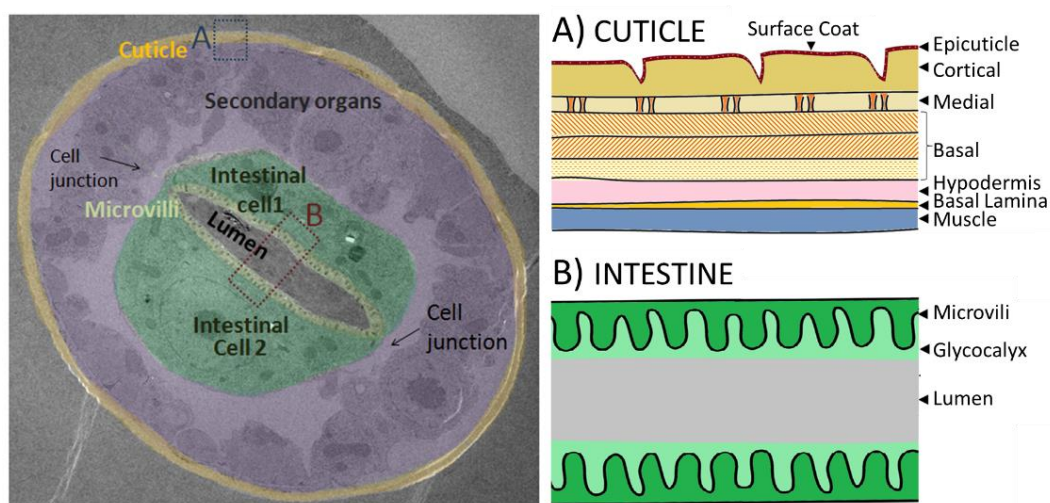 Cuticle
A
Secondary organs
Cell
junction
Intestinal
cell1
Microvilli
B
Lumen
Intestinal
Cell 2
Cell
junction
A) CUTICLE
Surface Coat
Epicuticle
Cortical
Medial
Basal
Hypodermis
Basal Lamina
Muscle
B) INTESTINE
Microvili
Glycocalyx
Lumen